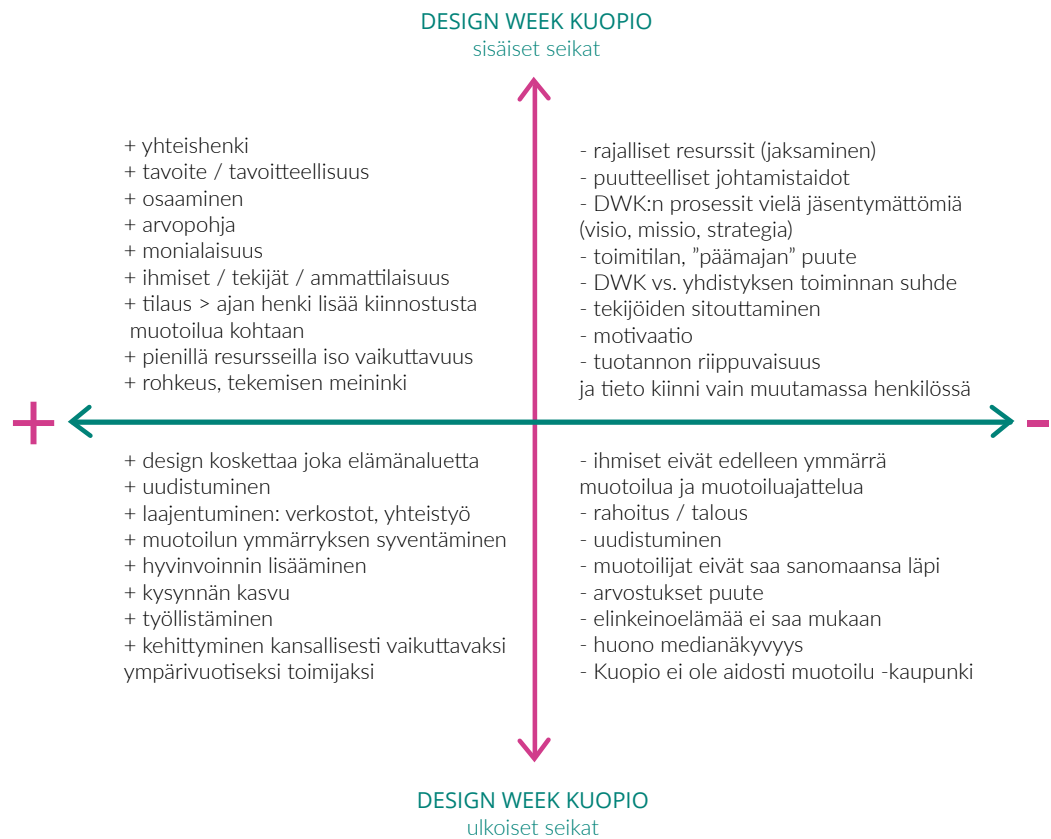 DESIGN WEEK KUOPIO
sisäiset seikat
+ yhteishenki
+ tavoite / tavoitteellisuus
+ osaaminen
+ arvopohja
+ monialaisuus
+ ihmiset / tekijät / ammattilaisuus
+ tilaus > ajan henki lisää kiinnostusta
muotoilua kohtaan
+ pienillä resursseilla iso vaikuttavuus
+ rohkeus, tekemisen meininki
- rajalliset resurssit (jaksaminen)
- puutteelliset johtamistaidot
- DWK:n prosessit vielä jäsentymättömiä
(visio, missio, strategia)
- toimitilan, ”päämajan” puute
- DWK vs. yhdistyksen toiminnan suhde
- tekijöiden sitouttaminen
- motivaatio
- tuotannon riippuvaisuus
ja tieto kiinni vain muutamassa henkilössä
+
-
+ design koskettaa joka elämänaluetta
+ uudistuminen
+ laajentuminen: verkostot, yhteistyö
+ muotoilun ymmärryksen syventäminen
+ hyvinvoinnin lisääminen
+ kysynnän kasvu
+ työllistäminen
+ kehittyminen kansallisesti vaikuttavaksi
ympärivuotiseksi toimijaksi
- ihmiset eivät edelleen ymmärrä
muotoilua ja muotoiluajattelua
- rahoitus / talous
- uudistuminen
- muotoilijat eivät saa sanomaansa läpi
- arvostukset puute
- elinkeinoelämää ei saa mukaan
- huono medianäkyvyys
- Kuopio ei ole aidosti muotoilu -kaupunki
DESIGN WEEK KUOPIO
ulkoiset seikat